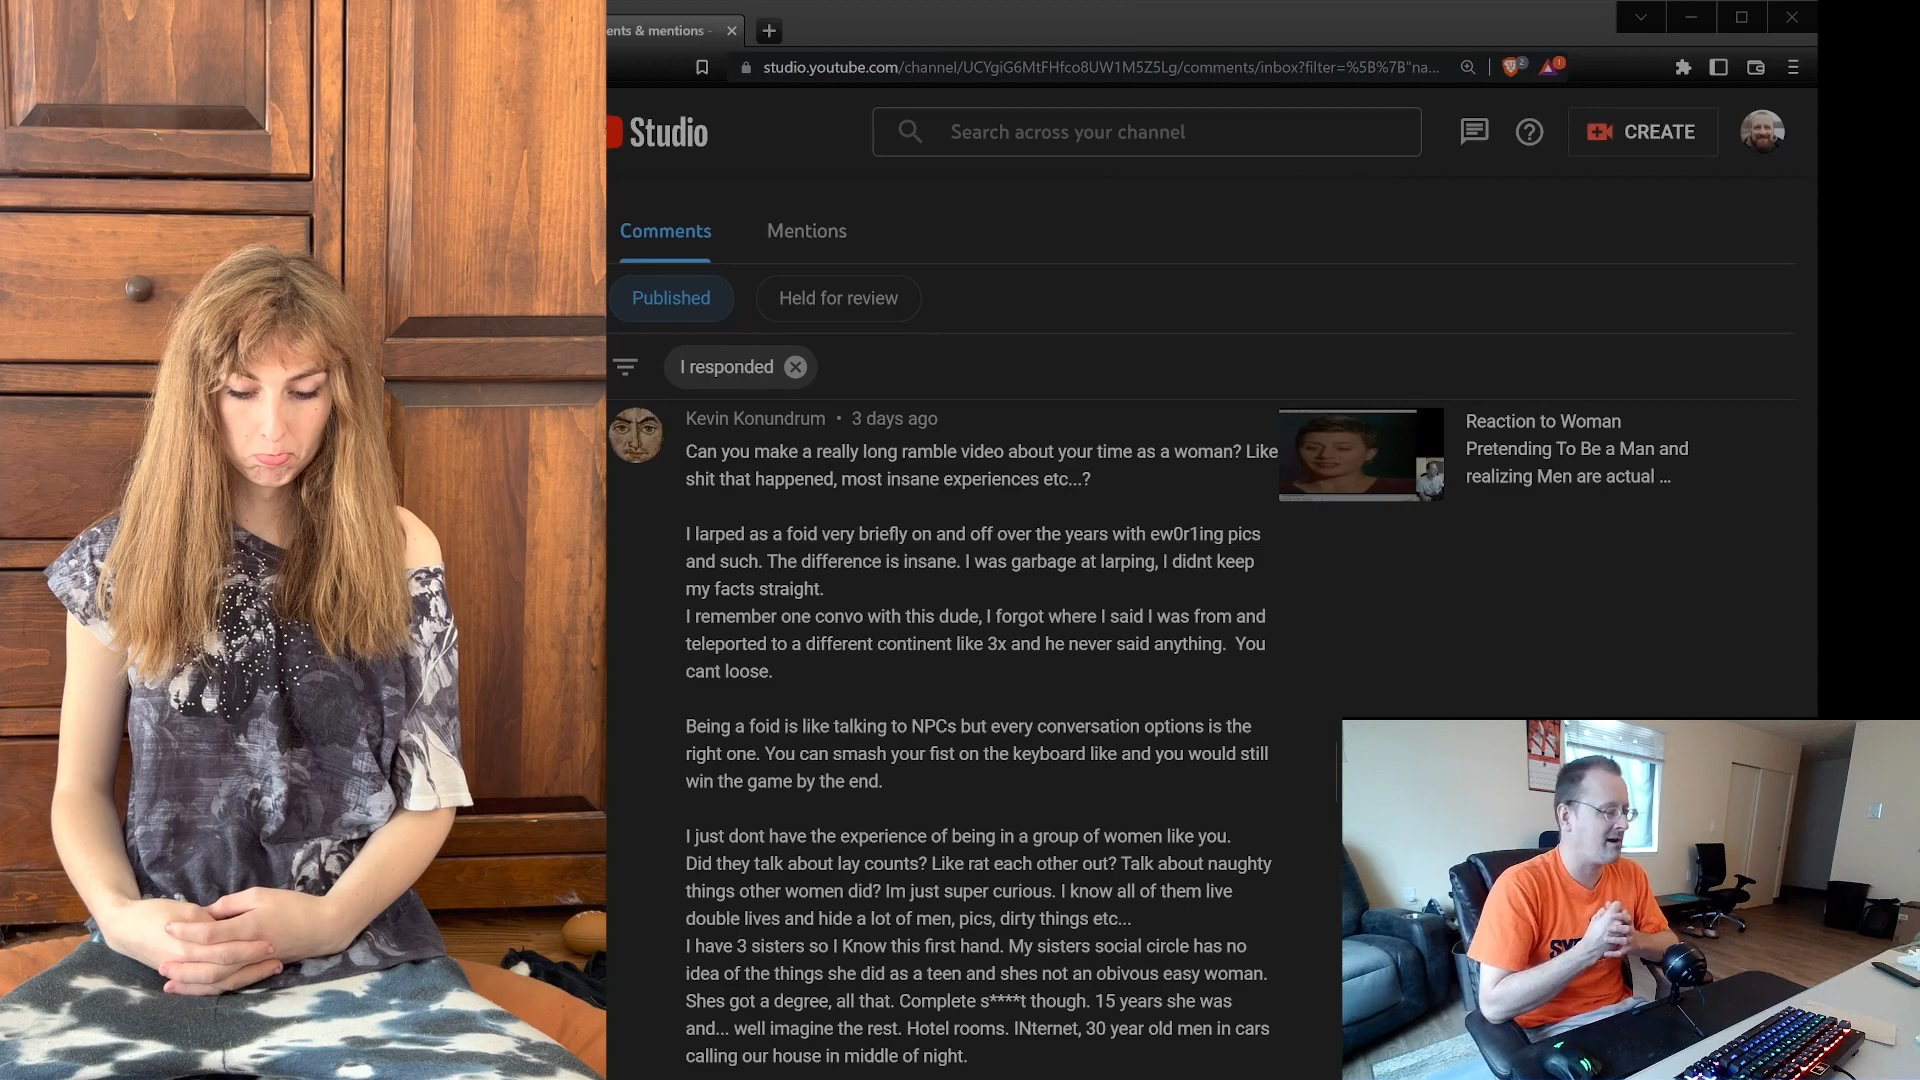 ents & mentions -
studio.youtube.com/channel/UCYgiG6MtFHfco8UW1M5Z5Lg/comments/inbox?filter=%5B%7B"na...
2
1
Studio
Search across your channel
CREATE
Comments
Mentions
Published
Held for review
I responded
Kevin Konundrum • 3 days ago
Can you make a really long ramble video about your time as a woman? Like
shit that happened, most insane experiences etc...?
I larped as a foid very briefly on and off over the years with ew0r1ing pics
and such. The difference is insane. I was garbage at larping, I didnt keep
my facts straight.
I remember one convo with this dude, I forgot where I said I was from and
teleported to a different continent like 3x and he never said anything. You
cant loose.
Being a foid is like talking to NPCs but every conversation options is the
right one. You can smash your fist on the keyboard like and you would still
win the game by the end.
I just dont have the experience of being in a group of women like you.
Did they talk about lay counts? Like rat each other out? Talk about naughty
things other women did? Im just super curious. I know all of them live
double lives and hide a lot of men, pics, dirty things etc...
I have 3 sisters so I Know this first hand. My sisters social circle has no
idea of the things she did as a teen and shes not an obivous easy woman.
Shes got a degree, all that. Complete s****t though. 15 years she was
and... well imagine the rest. Hotel rooms. INternet, 30 year old men in cars
calling our house in middle of night.
Reaction to Woman
Pretending To Be a Man and
realizing Men are actual ...